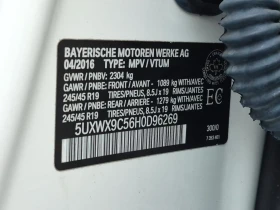 BAYERISCHE MOTOREN WERKE AG
04/2016 TYPE: MPV / VTUM
GVWR / PNBV: 2304 kg
GAWR / PNBE: FRONT / AVANT - 1089 kg AVEC
245/45 R19 TIRES/PNEUS, 8.5J x 19 RIMS/JANTES
GAWR / PNBE: REAR / ARRIERE - 1279 kg AVEC
245/45 R19 TIRES/PNEUS, 8.5J x 19 RIMS/JANTES
EC
5UXWX9C56H0D96269
300(X)